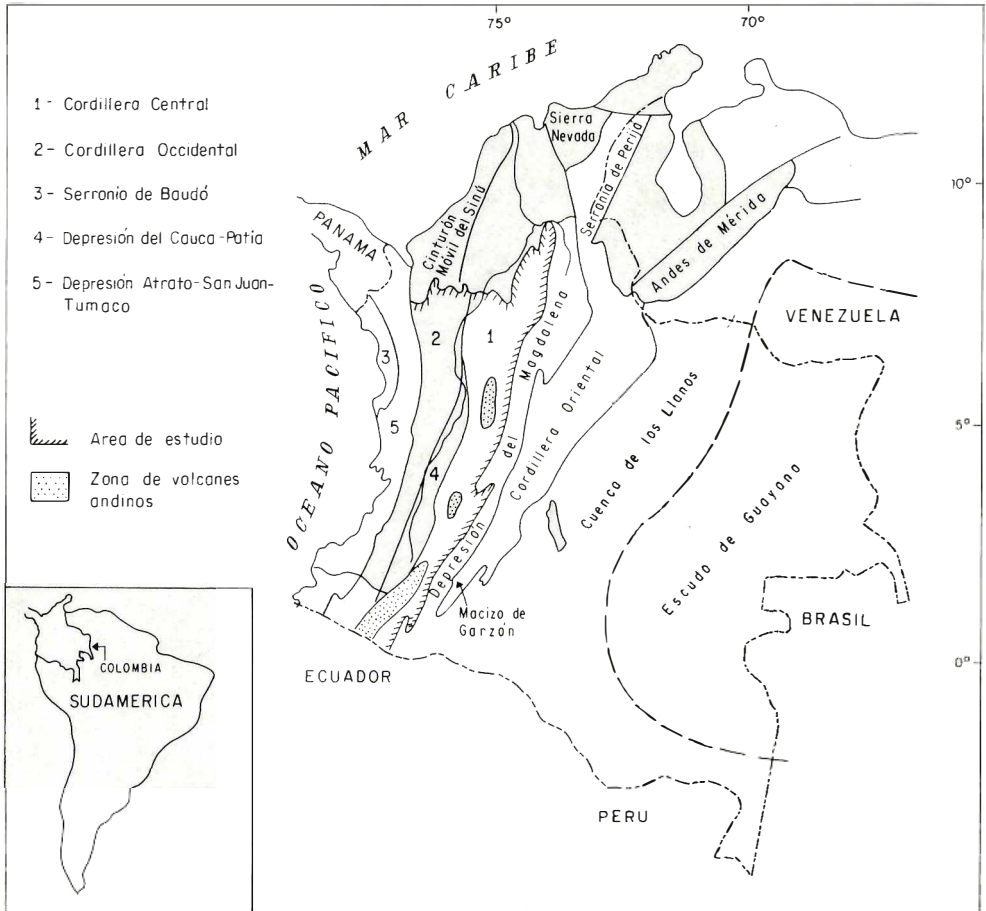 75°
70°
MAR CARIBE
1- Cordillera Central
2- Cordillera Occidental
3- Serronio de Baudó
4- Depresión del Cauca-Patía
5- Depresión Atrato-SanJuan-
Tumaco
Area de estudio
Zona de volcanes
andinos
Sierra
Nevada
Serranía de Perijá
10°
Cinturón
Móvil del Sinú
Andes de Mérida
PANAMA
VENEZUELA
OCEANO PACIFICO
1
2
3
4
5
Depresión del Magdalena
Cordillera Oriental
Cuenca de los Llanos
5°
Escudo de Guayana
Macizo de
Garzón
BRASIL
0°
ECUADOR
PERU
COLOMBIA
SUDAMERICA